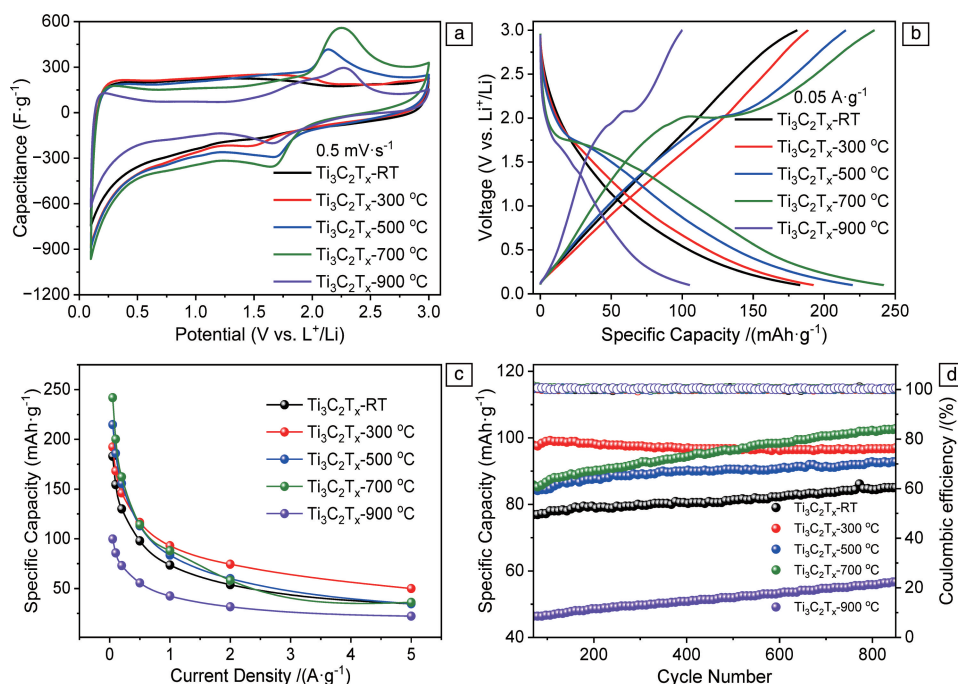 a
600
300
0
−300
−600
−900
−1200
Capacitance (F·g⁻¹)
0.5 mV·s⁻¹
Ti₃C₂Tₓ-RT
Ti₃C₂Tₓ-300 °C
Ti₃C₂Tₓ-500 °C
Ti₃C₂Tₓ-700 °C
Ti₃C₂Tₓ-900 °C
0.0 0.5 1.0 1.5 2.0 2.5 3.0
Potential (V vs. L⁺/Li)
b
3.0
2.5
2.0
1.5
1.0
0.5
0.0
Voltage (V vs. Li⁺/Li)
0.05 A·g⁻¹
Ti₃C₂Tₓ-RT
Ti₃C₂Tₓ-300 °C
Ti₃C₂Tₓ-500 °C
Ti₃C₂Tₓ-700 °C
Ti₃C₂Tₓ-900 °C
0 50 100 150 200 250
Specific Capacity /(mAh·g⁻¹)
c
250
200
150
100
50
Specific Capacity (mAh·g⁻¹)
Ti₃C₂Tₓ-RT
Ti₃C₂Tₓ-300 °C
Ti₃C₂Tₓ-500 °C
Ti₃C₂Tₓ-700 °C
Ti₃C₂Tₓ-900 °C
0 1 2 3 4 5
Current Density /(A·g⁻¹)
d
120
100
80
60
40
Specific Capacity (mAh·g⁻¹)
Ti₃C₂Tₓ-RT
Ti₃C₂Tₓ-300 °C
Ti₃C₂Tₓ-500 °C
Ti₃C₂Tₓ-700 °C
Ti₃C₂Tₓ-900 °C
100
80
60
40
20
0
Coulombic efficiency /(%)
200 400 600 800
Cycle Number